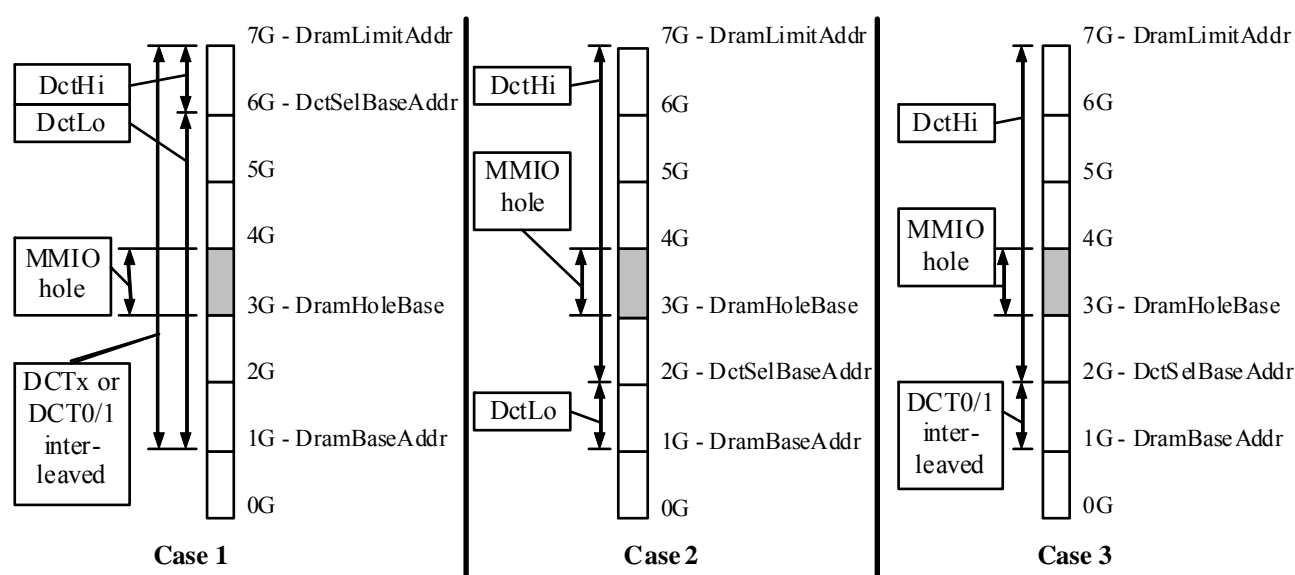 7G - DramLimitAddr
DctHi
6G - DctSelBaseAddr
DctLo
5G
4G
MMIO
hole
3G - DramHoleBase
2G
DCTx or
DCT0/1
inter-
leaved
1G - DramBaseAddr
0G
Case 1
7G - DramLimitAddr
DctHi
6G
MMIO
hole
5G
4G
3G - DramHoleBase
2G - DctSelBaseAddr
DctLo
1G - DramBaseAddr
0G
Case 2
7G - DramLimitAddr
6G
DctHi
5G
4G
MMIO
hole
3G - DramHoleBase
2G - DctSelBaseAddr
DCT0/1
inter-
leaved
1G - DramBaseAddr
0G
Case 3